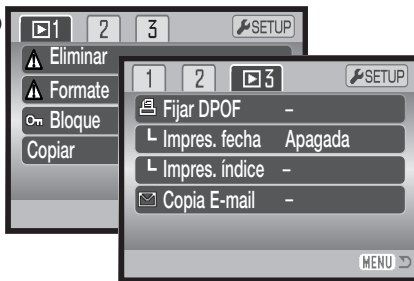 1 2 3 SETUP
Eliminar
Formate
Bloque
Copiar
1 2 3 SETUP
Fijar DPOF –
Impres. fecha Apagada
Impres. índice –
Copia E-mail –
MENU